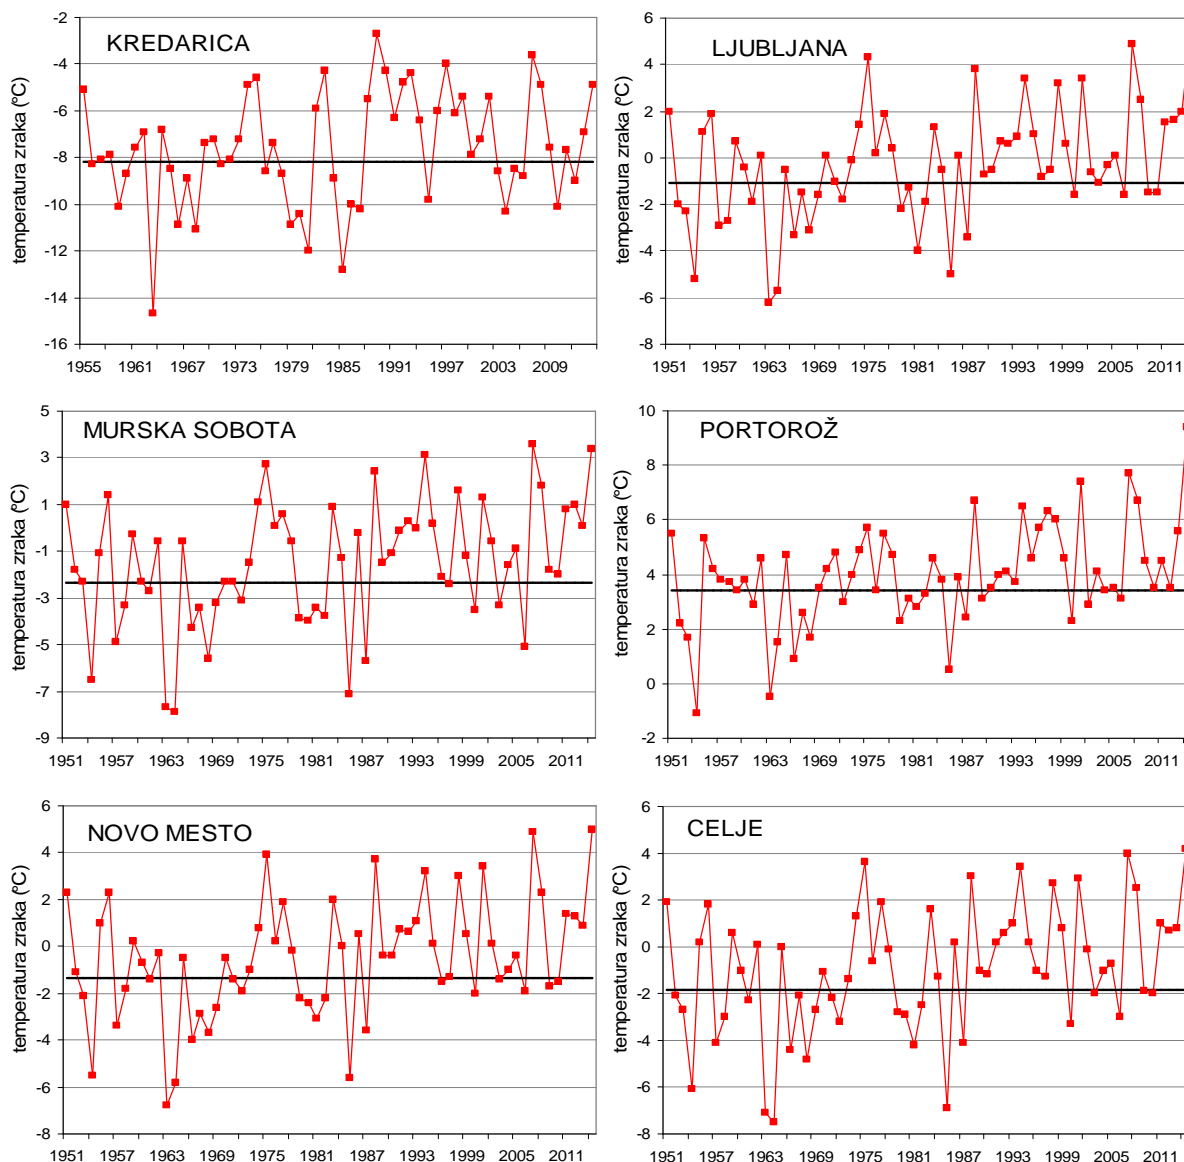 KREDARICA
temperatura zraka (ºC)
-2
-4
-6
-8
-10
-12
-14
-16
1955 1961 1967 1973 1979 1985 1991 1997 2003 2009
LJUBLJANA
temperatura zraka (ºC)
6
4
2
0
-2
-4
-6
-8
1951 1957 1963 1969 1975 1981 1987 1993 1999 2005 2011
MURSKA SOBOTA
temperatura zraka (ºC)
5
3
1
-1
-3
-5
-7
-9
1951 1957 1963 1969 1975 1981 1987 1993 1999 2005 2011
PORTOROŽ
temperatura zraka (ºC)
10
8
6
4
2
0
-2
1951 1957 1963 1969 1975 1981 1987 1993 1999 2005 2011
NOVO MESTO
temperatura zraka (ºC)
6
4
2
0
-2
-4
-6
-8
1951 1957 1963 1969 1975 1981 1987 1993 1999 2005 2011
CELJE
temperatura zraka (ºC)
6
4
2
0
-2
-4
-6
-8
1951 1957 1963 1969 1975 1981 1987 1993 1999 2005 2011